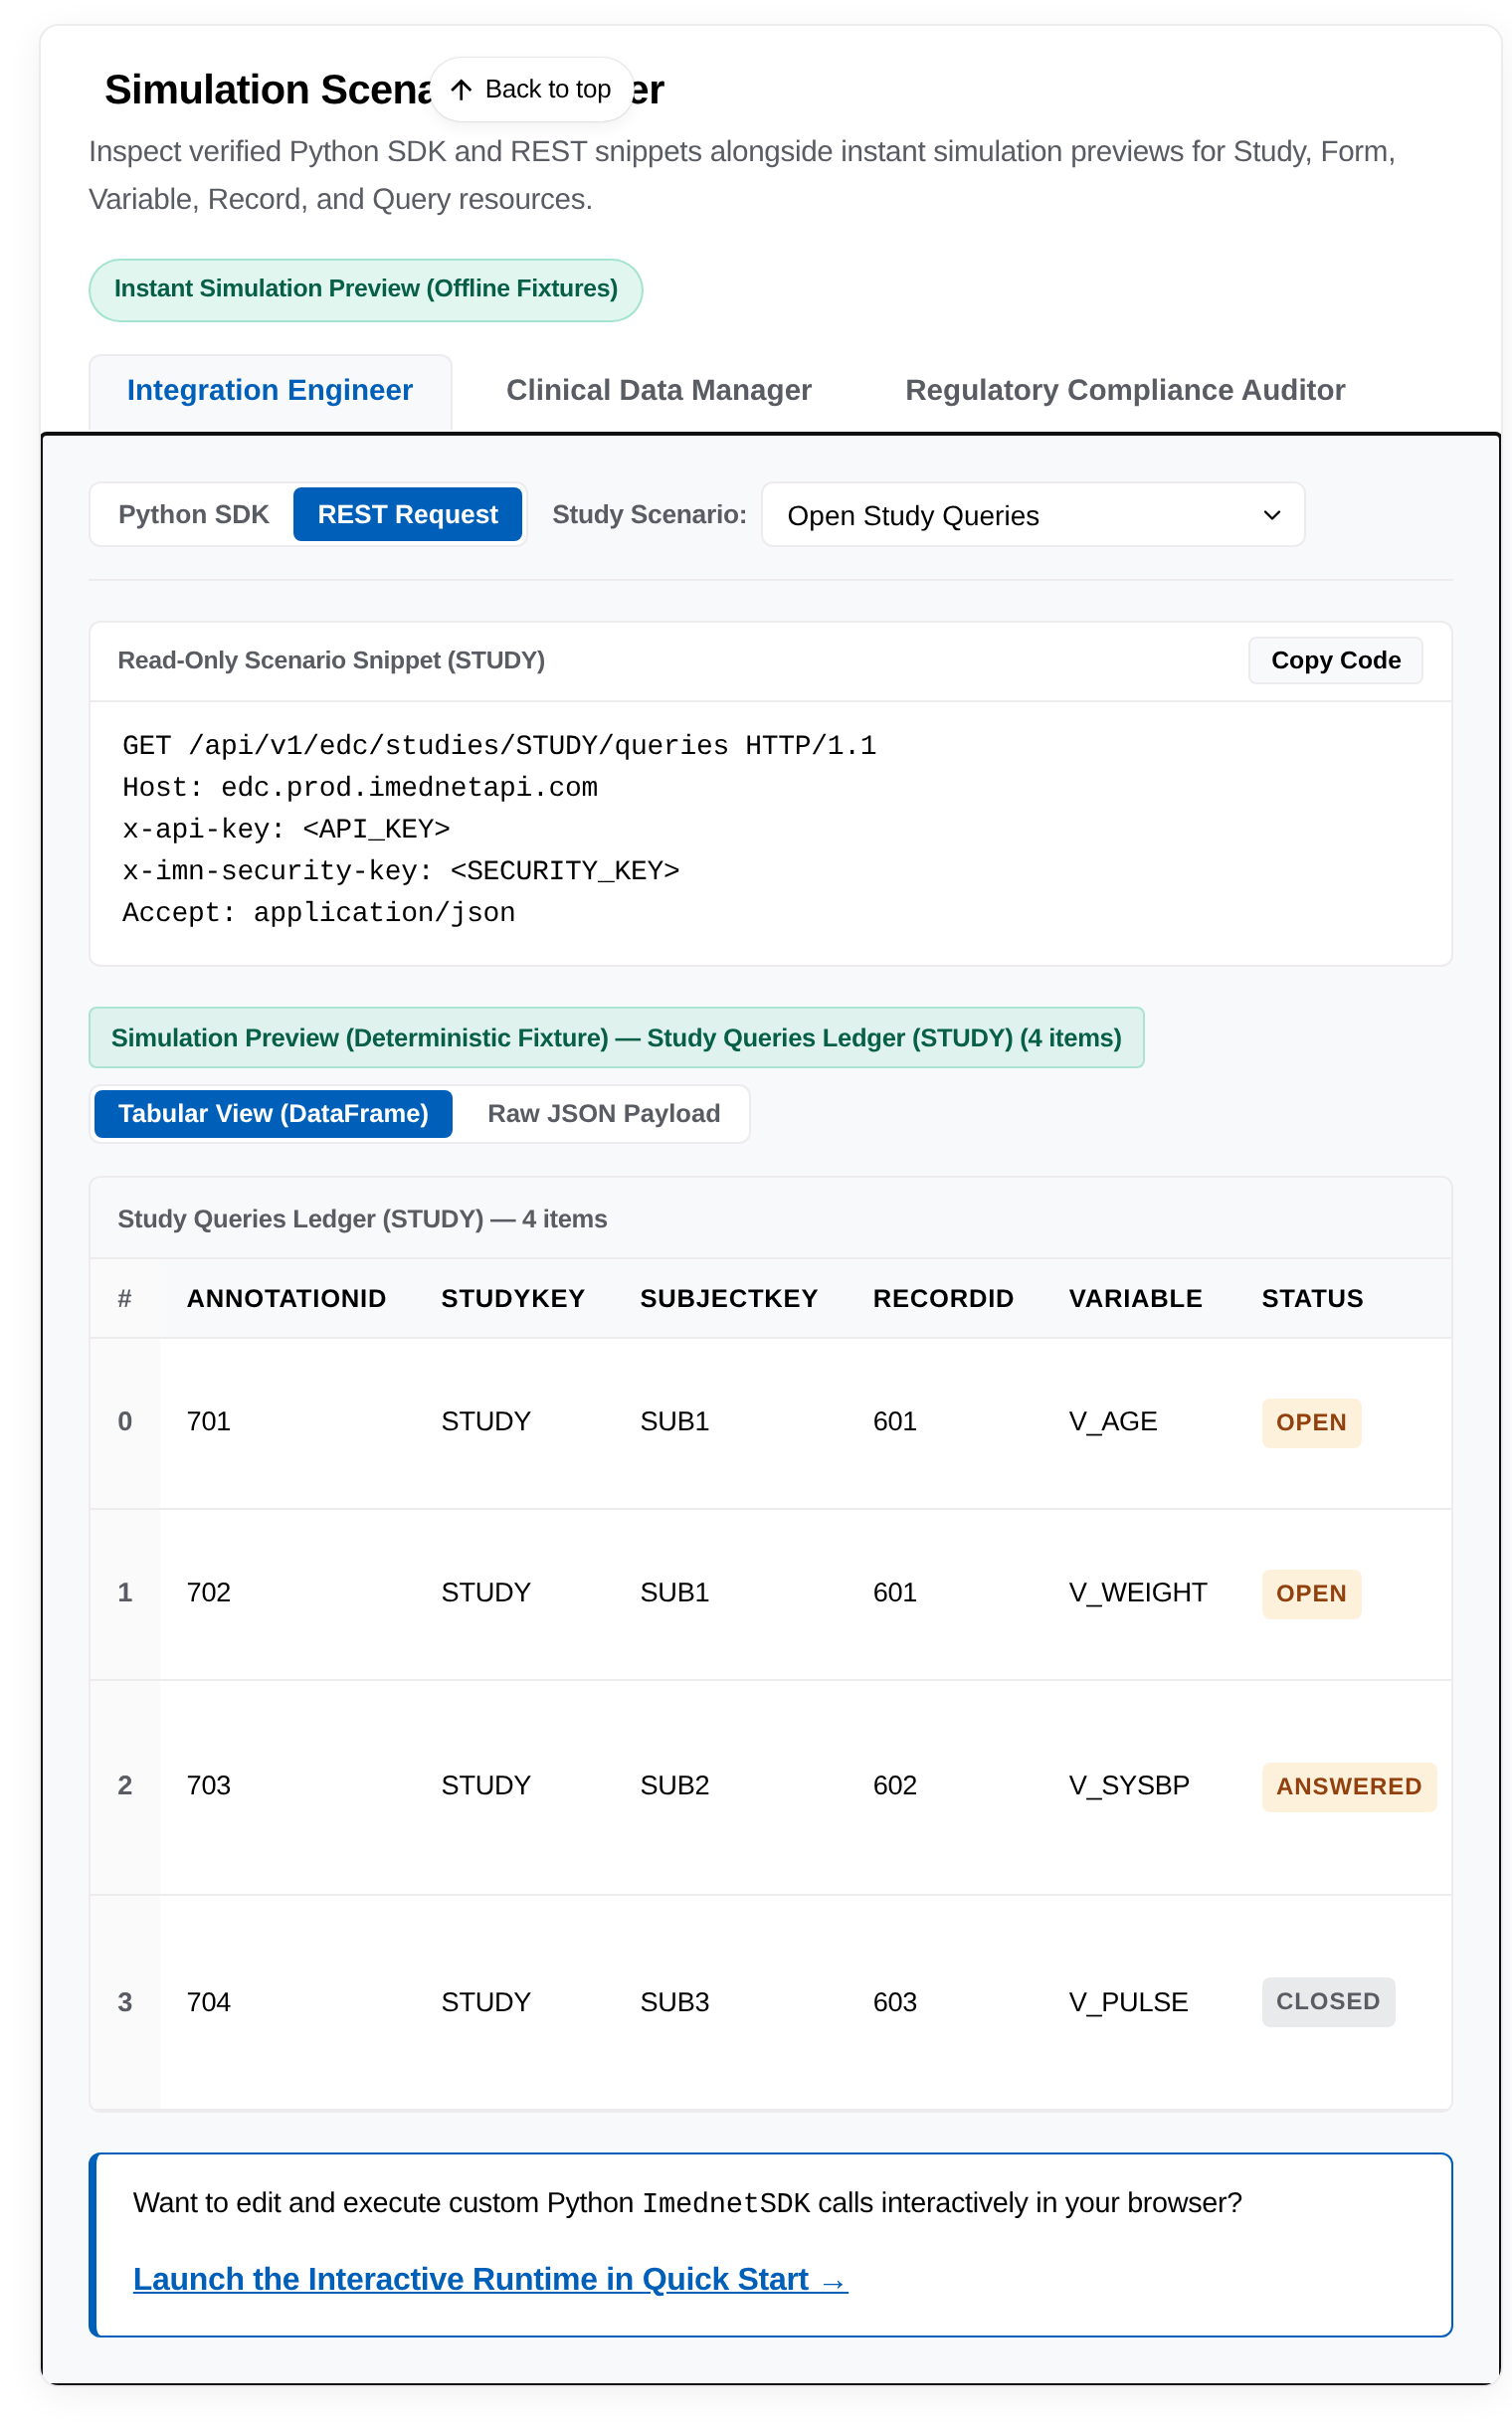 Simulation Scena
Back to top
er
Inspect verified Python SDK and REST snippets alongside instant simulation previews for Study, Form,
Variable, Record, and Query resources.
Instant Simulation Preview (Offline Fixtures)
Integration Engineer Clinical Data Manager Regulatory Compliance Auditor
Python SDK REST Request Study Scenario: Open Study Queries
Read-Only Scenario Snippet (STUDY) Copy Code
GET /api/v1/edc/studies/STUDY/queries HTTP/1.1
Host: edc.prod.imednetapi.com
x-api-key: <API_KEY>
x-imn-security-key: <SECURITY_KEY>
Accept: application/json
Simulation Preview (Deterministic Fixture) — Study Queries Ledger (STUDY) (4 items)
Tabular View (DataFrame) Raw JSON Payload
Study Queries Ledger (STUDY) — 4 items
# ANNOTATIONID STUDYKEY SUBJECTKEY RECORDID VARIABLE STATUS
0 701 STUDY SUB1 601 V_AGE OPEN
1 702 STUDY SUB1 601 V_WEIGHT OPEN
2 703 STUDY SUB2 602 V_SYSBP ANSWERED
3 704 STUDY SUB3 603 V_PULSE CLOSED
Want to edit and execute custom Python ImednetSDK calls interactively in your browser?
Launch the Interactive Runtime in Quick Start →